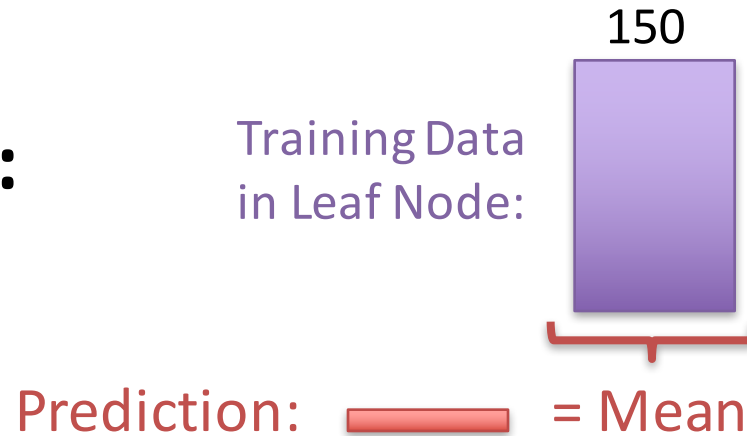 150
:
Training Data
in Leaf Node:
Prediction: = Mean